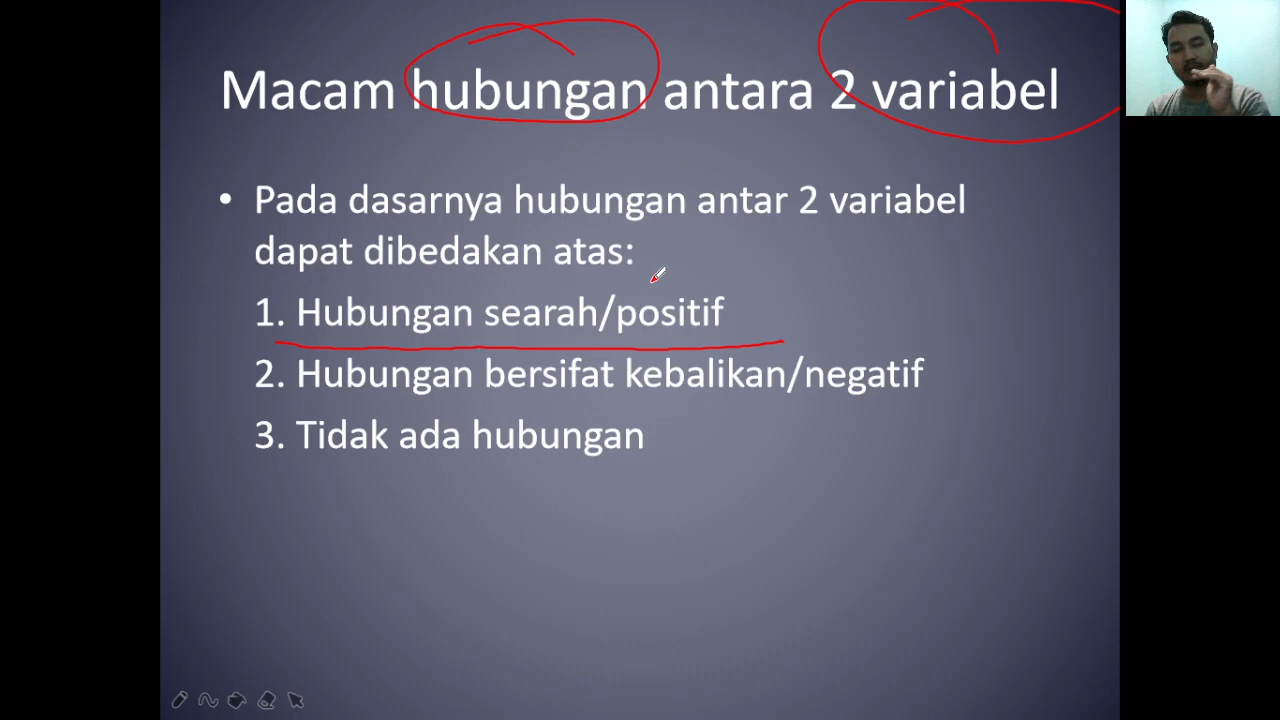 Macam hubungan antara 2 variabel
• Pada dasarnya hubungan antar 2 variabel
dapat dibedakan atas:
1. Hubungan searah/positif
2. Hubungan bersifat kebalikan/negatif
3. Tidak ada hubungan